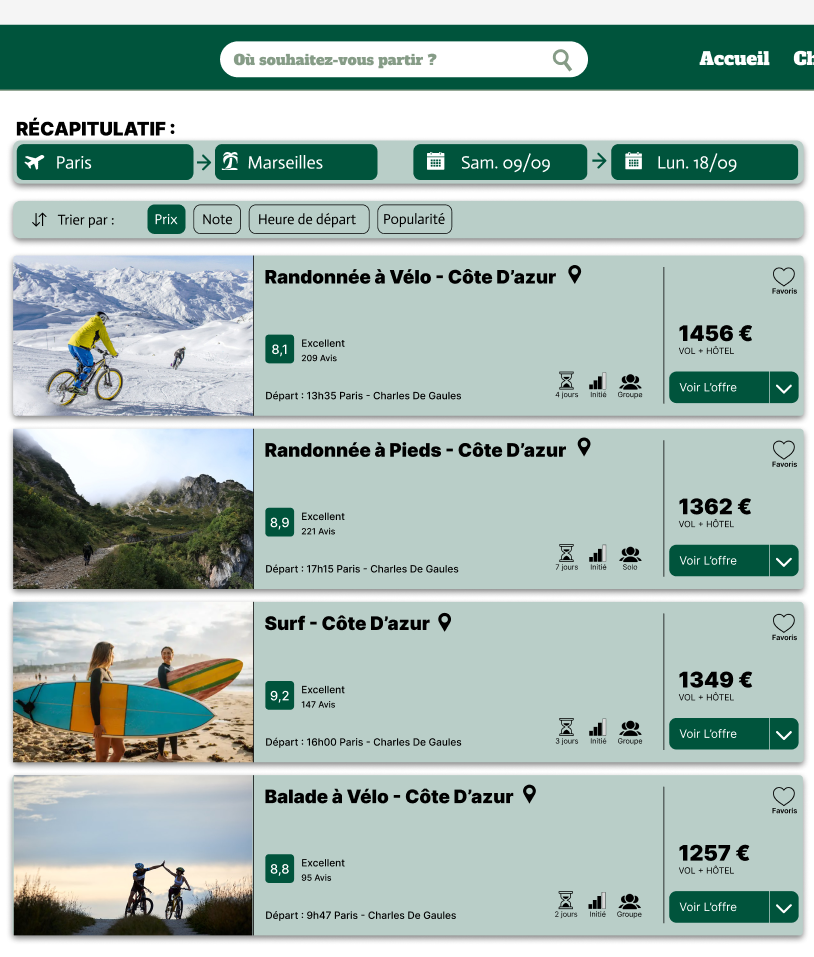 Où souhaitez-vous partir ?
Accueil
RÉCAPITULATIF :
Paris
Marseilles
Sam. 09/09
Lun. 18/09
Trier par :
Prix
Note
Heure de départ
Popularité
Randonnée à Vélo - Côte D'azur
Favoris
1456 €
VOL + HÔTEL
8,1
Excellent
209 Avis
Voir L'offre
4 jours
Initié
Groupe
Départ : 13h35 Paris - Charles De Gaules
Randonnée à Pieds - Côte D'azur
Favoris
1362 €
VOL + HÔTEL
8,9
Excellent
221 Avis
Voir L'offre
7 jours
Initié
Solo
Départ : 17h15 Paris - Charles De Gaules
Surf - Côte D'azur
Favoris
1349 €
VOL + HÔTEL
9,2
Excellent
147 Avis
Voir L'offre
3 jours
Initié
Groupe
Départ : 16h00 Paris - Charles De Gaules
Balade à Vélo - Côte D'azur
Favoris
1257 €
VOL + HÔTEL
8,8
Excellent
95 Avis
Voir L'offre
2 jours
Initié
Groupe
Départ : 9h47 Paris - Charles De Gaules